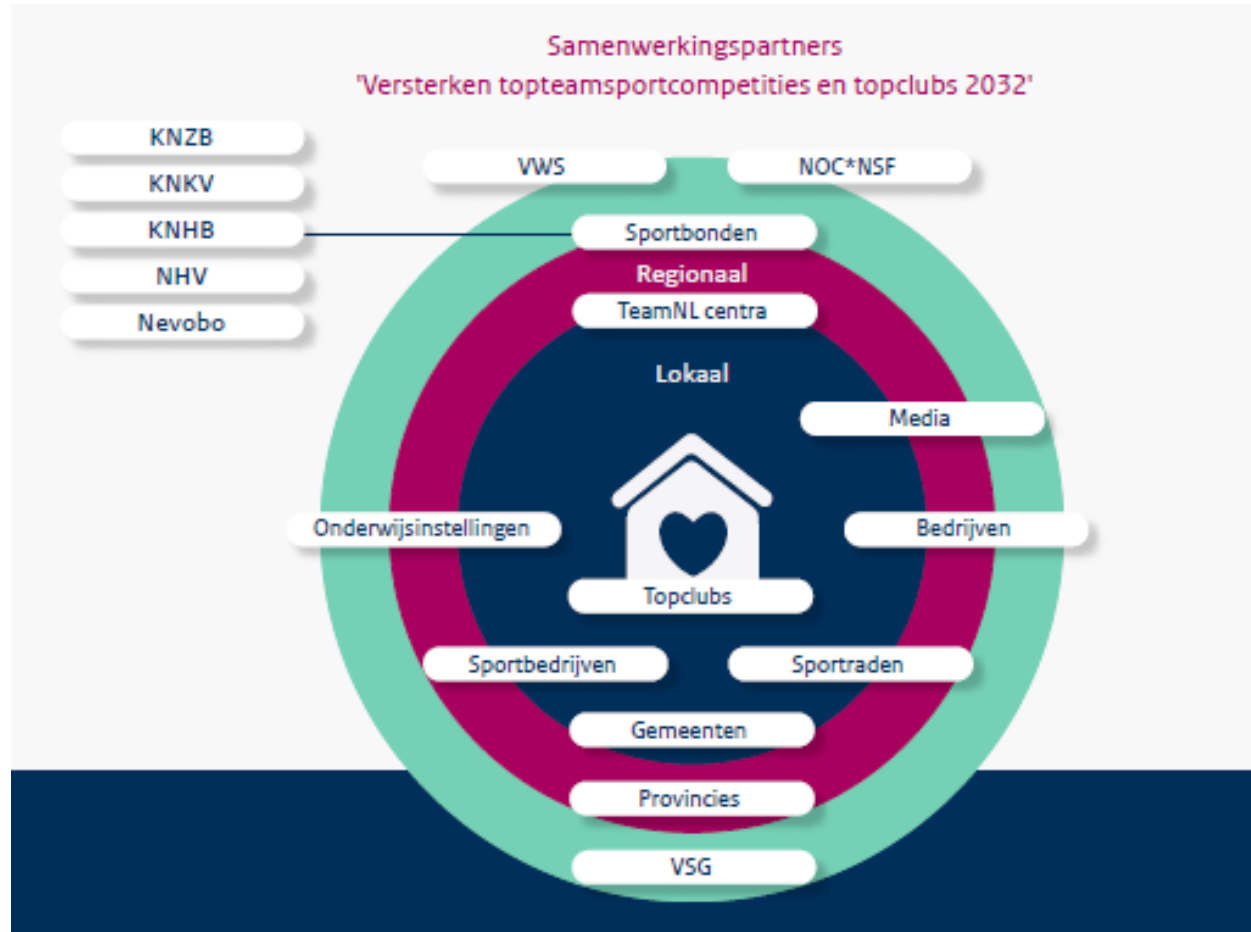 Samenwerkingspartners
'Versterken topteamsportcompetities en topclubs 2032'
KNZB
KNKV
KNHB
NHV
Nevobo
VWS
NOC*NSF
Sportbonden
Regionaal
TeamNL centra
Lokaal
Media
Onderwijsinstellingen
Bedrijven
Topclubs
Sportbedrijven
Sportraden
Gemeenten
Provincies
VSG